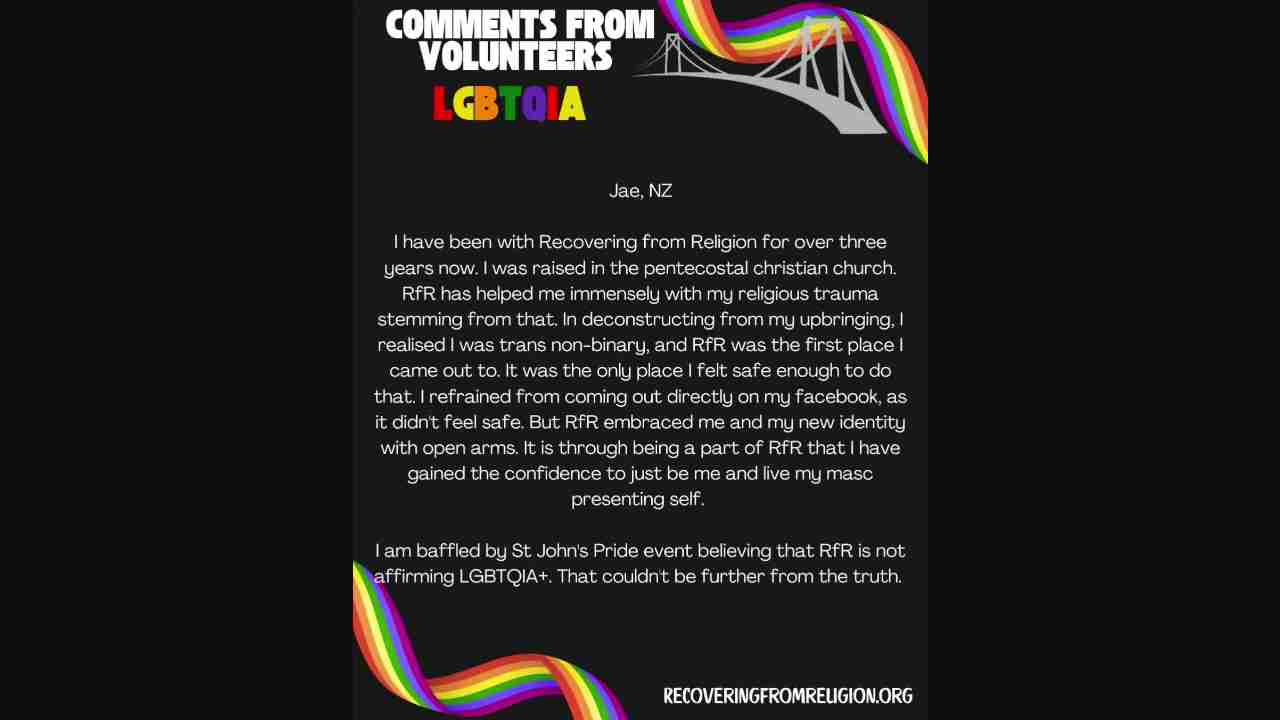 COMMENTS FROM
VOLUNTEERS
LGBTQIA
Jae, NZ
I have been with Recovering from Religion for over three
years now. I was raised in the pentecostal christian church.
RfR has helped me immensely with my religious trauma
stemming from that. In deconstructing from my upbringing, I
realised I was trans non-binary, and RfR was the first place I
came out to. It was the only place I felt safe enough to do
that. I refrained from coming out directly on my facebook, as
it didn't feel safe. But RfR embraced me and my new identity
with open arms. It is through being a part of RfR that I have
gained the confidence to just be me and live my masc
presenting self.
I am baffled by St John's Pride event believing that RfR is not
affirming LGBTQIA+. That couldn't be further from the truth.
RECOVERINGFROMRELIGION.ORG